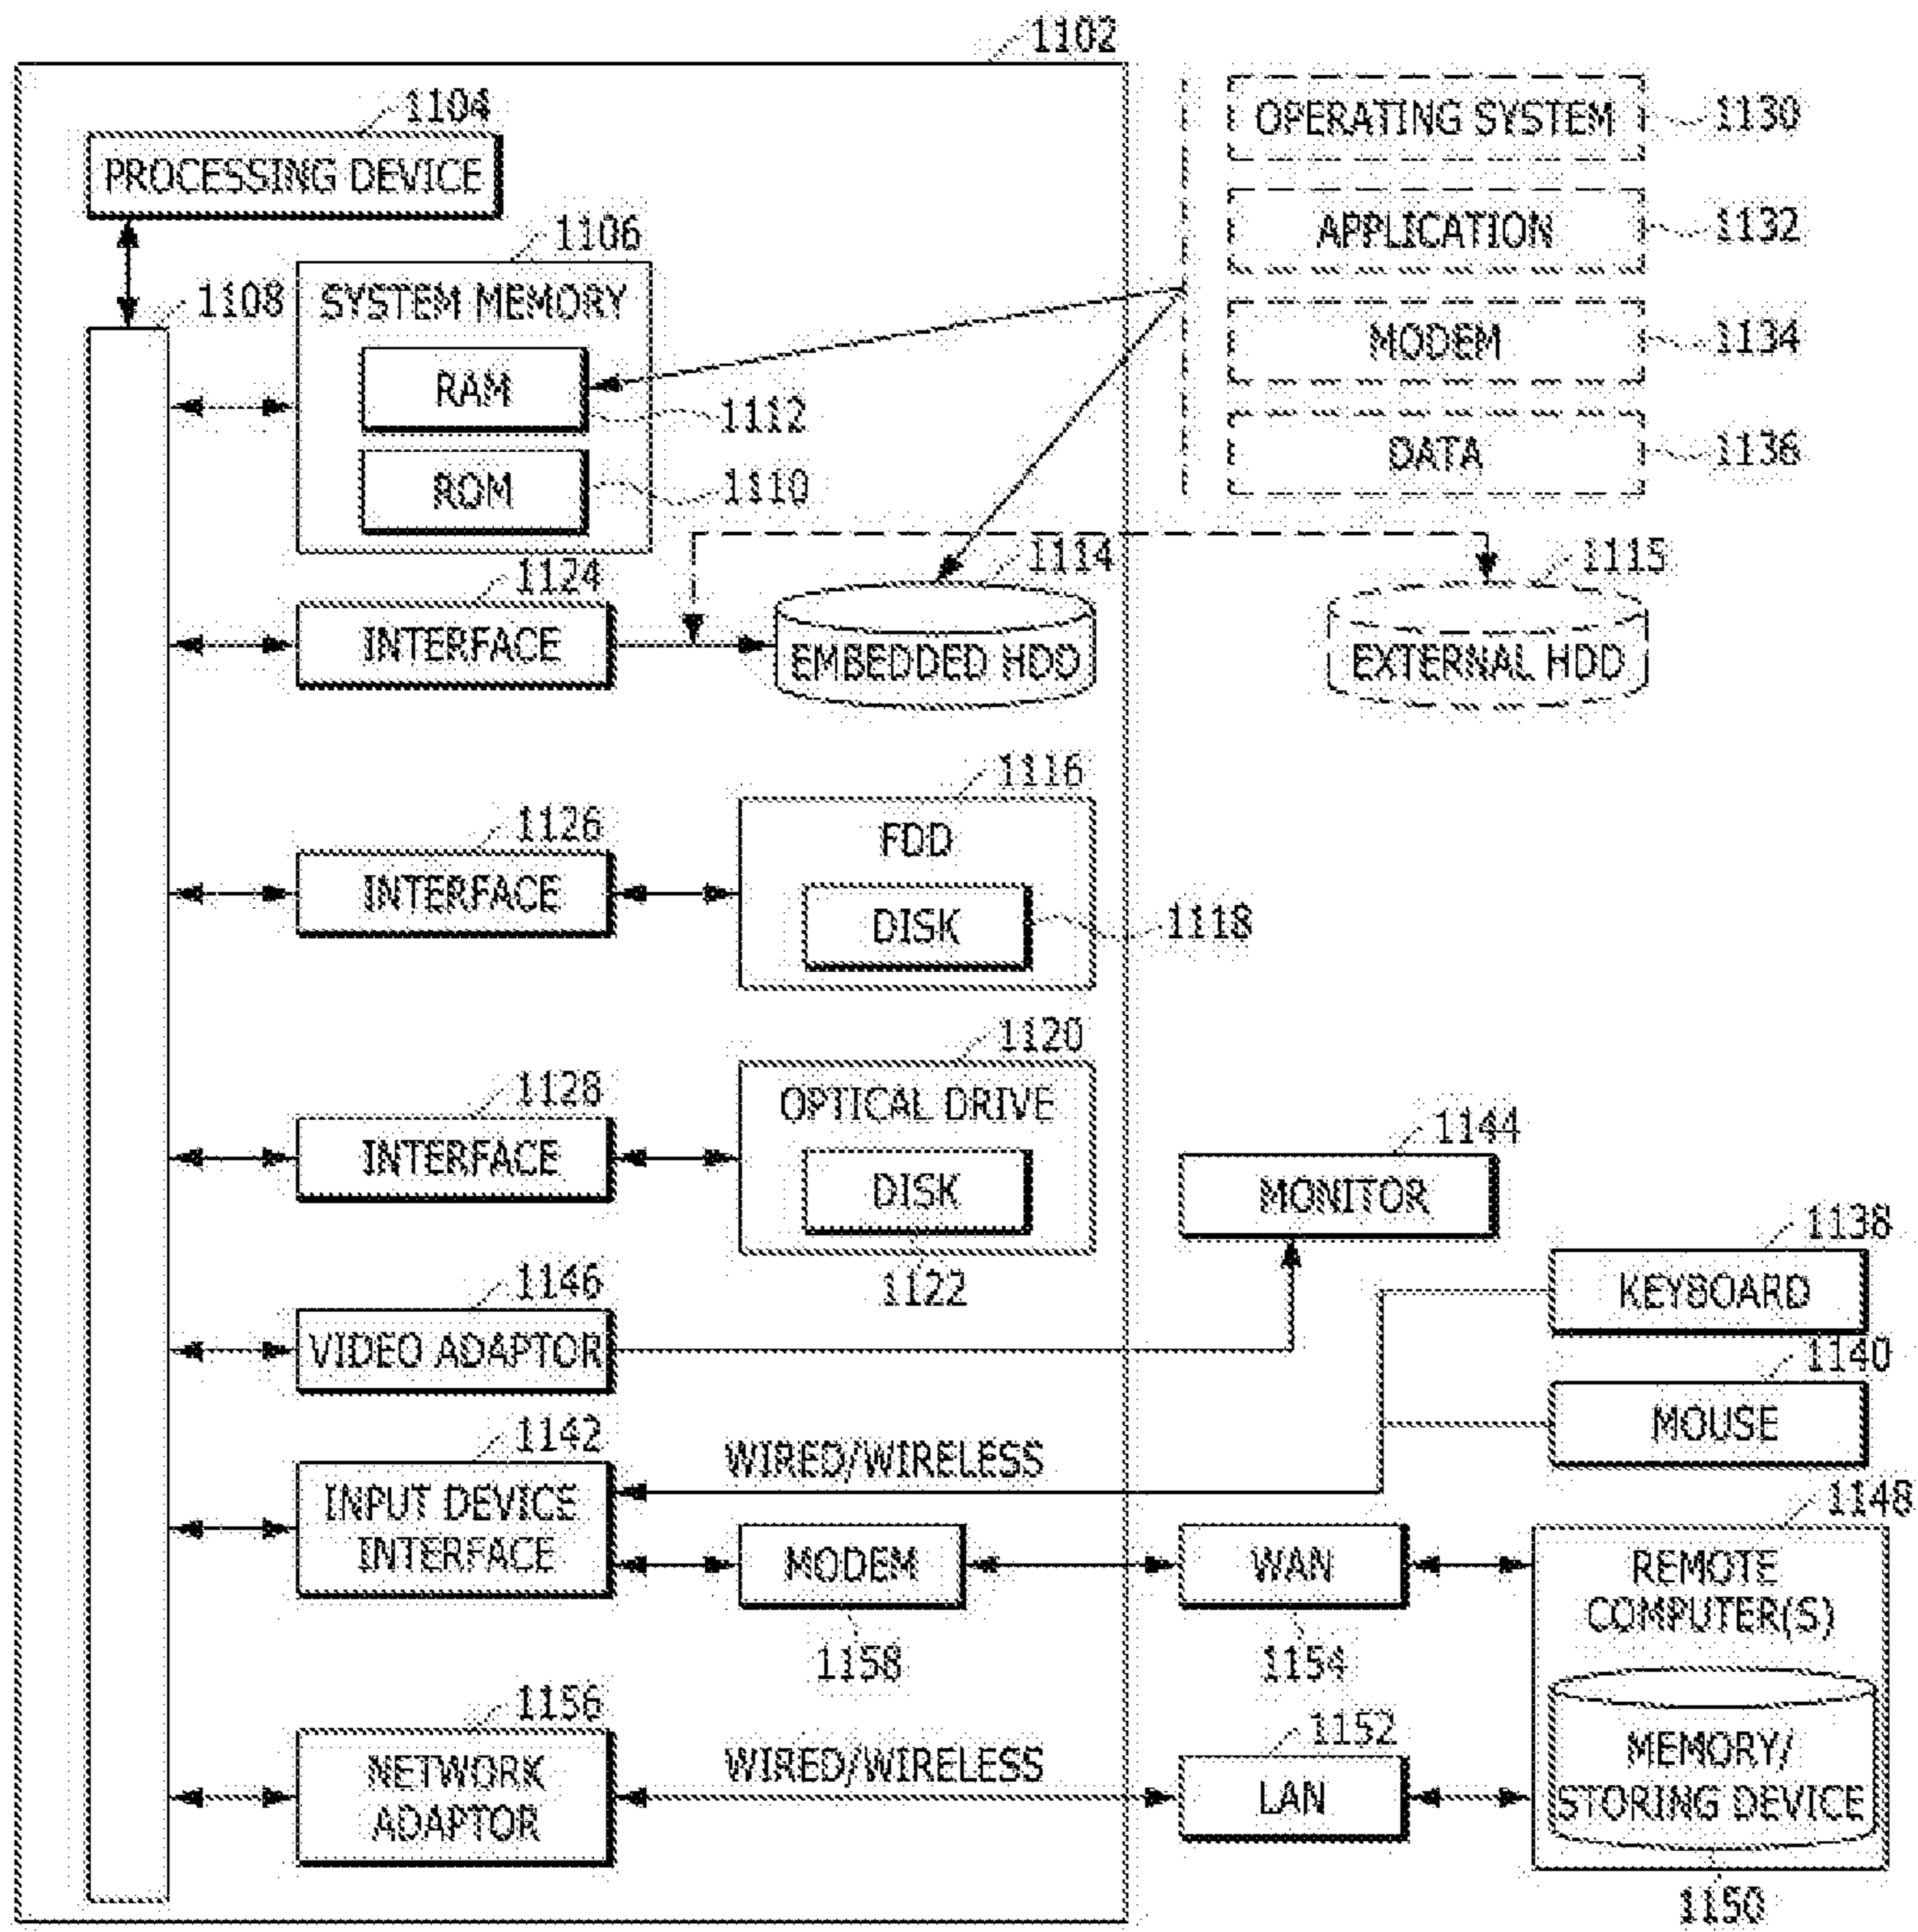 1102
1104
PROCESSING DEVICE
1106
1108
SYSTEM MEMORY
RAM
1112
ROM
1110
OPERATING SYSTEM
1130
APPLICATION
1132
MODEM
1134
DATA
1136
1124
INTERFACE
1114
EMBEDDED HDD
1115
EXTERNAL HDD
1126
INTERFACE
1116
FDD
DISK
1118
1128
INTERFACE
1120
OPTICAL DRIVE
DISK
1122
1144
MONITOR
1138
KEYBOARD
1146
VIDEO ADAPTOR
1140
MOUSE
1142
INPUT DEVICE
INTERFACE
WIRED/WIRELESS
MODEM
1158
WAN
1154
1148
REMOTE
COMPUTER(S)
MEMORY/
STORING DEVICE
1150
1156
NETWORK
ADAPTOR
WIRED/WIRELESS
1152
LAN